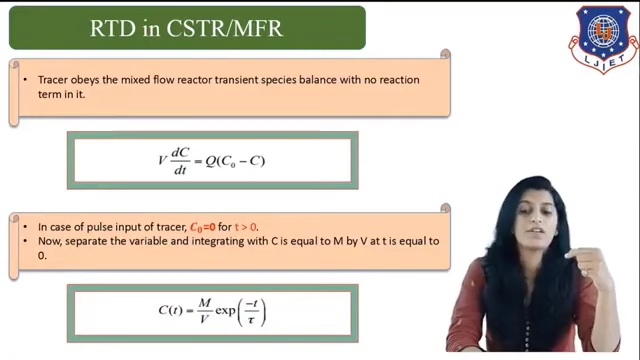 RTD in CSTR/MFR
• Tracer obeys the mixed flow reactor transient species balance with no reaction
term in it.
V dC/dt = Q(C₀ − C)
• In case of pulse input of tracer, C₀=0 for t > 0.
• Now, separate the variable and integrating with C is equal to M by V at t is equal to
0.
C(t) = M/V exp(−t/τ)
LJIET